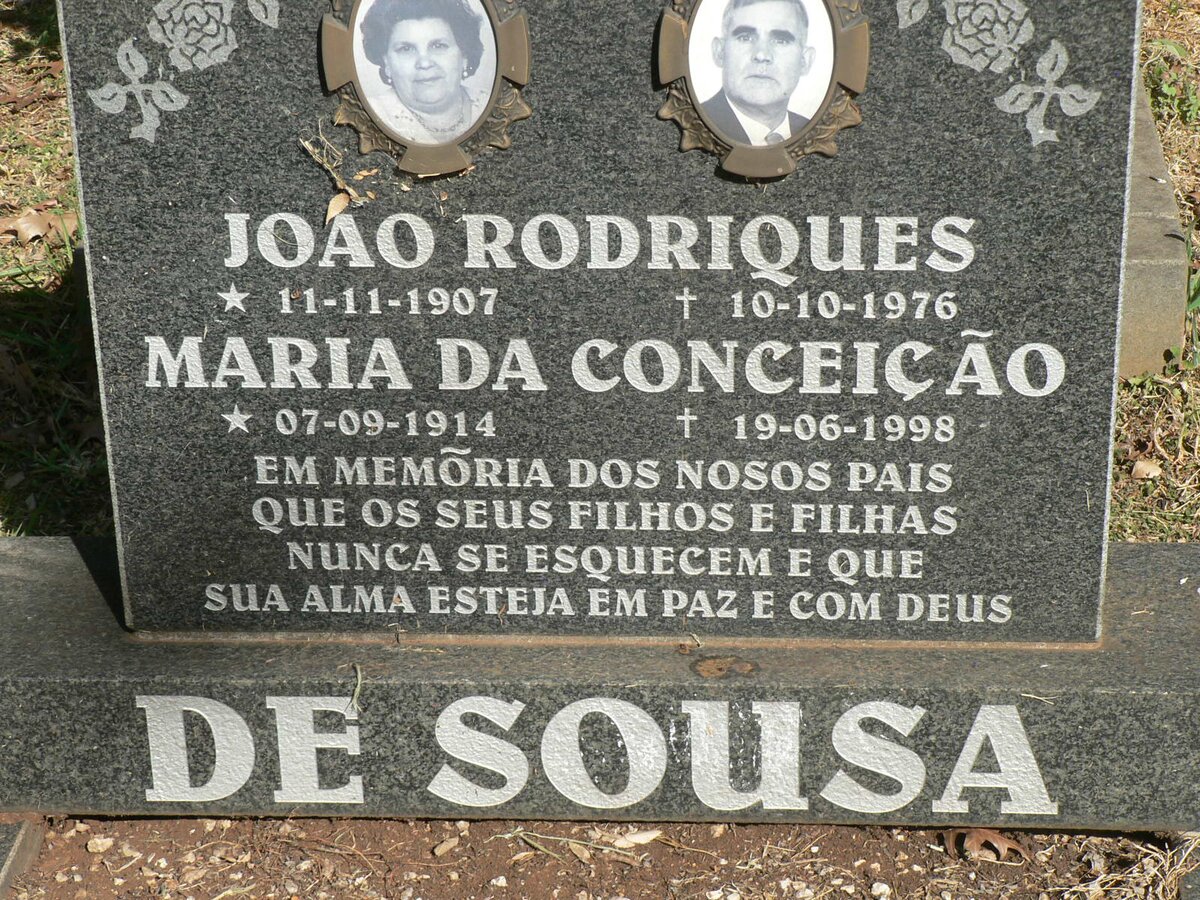 JOAO RODRIQUES
★ 11-11-1907 † 10-10-1976
MARIA DA CONCEIÇÃO
★ 07-09-1914 † 19-06-1998
EM MEMÕRIA DOS NOSOS PAIS
QUE OS SEUS FILHOS E FILHAS
NUNCA SE ESQUECEM E QUE
SUA ALMA ESTEJA EM PAZ E COM DEUS
DE SOUSA